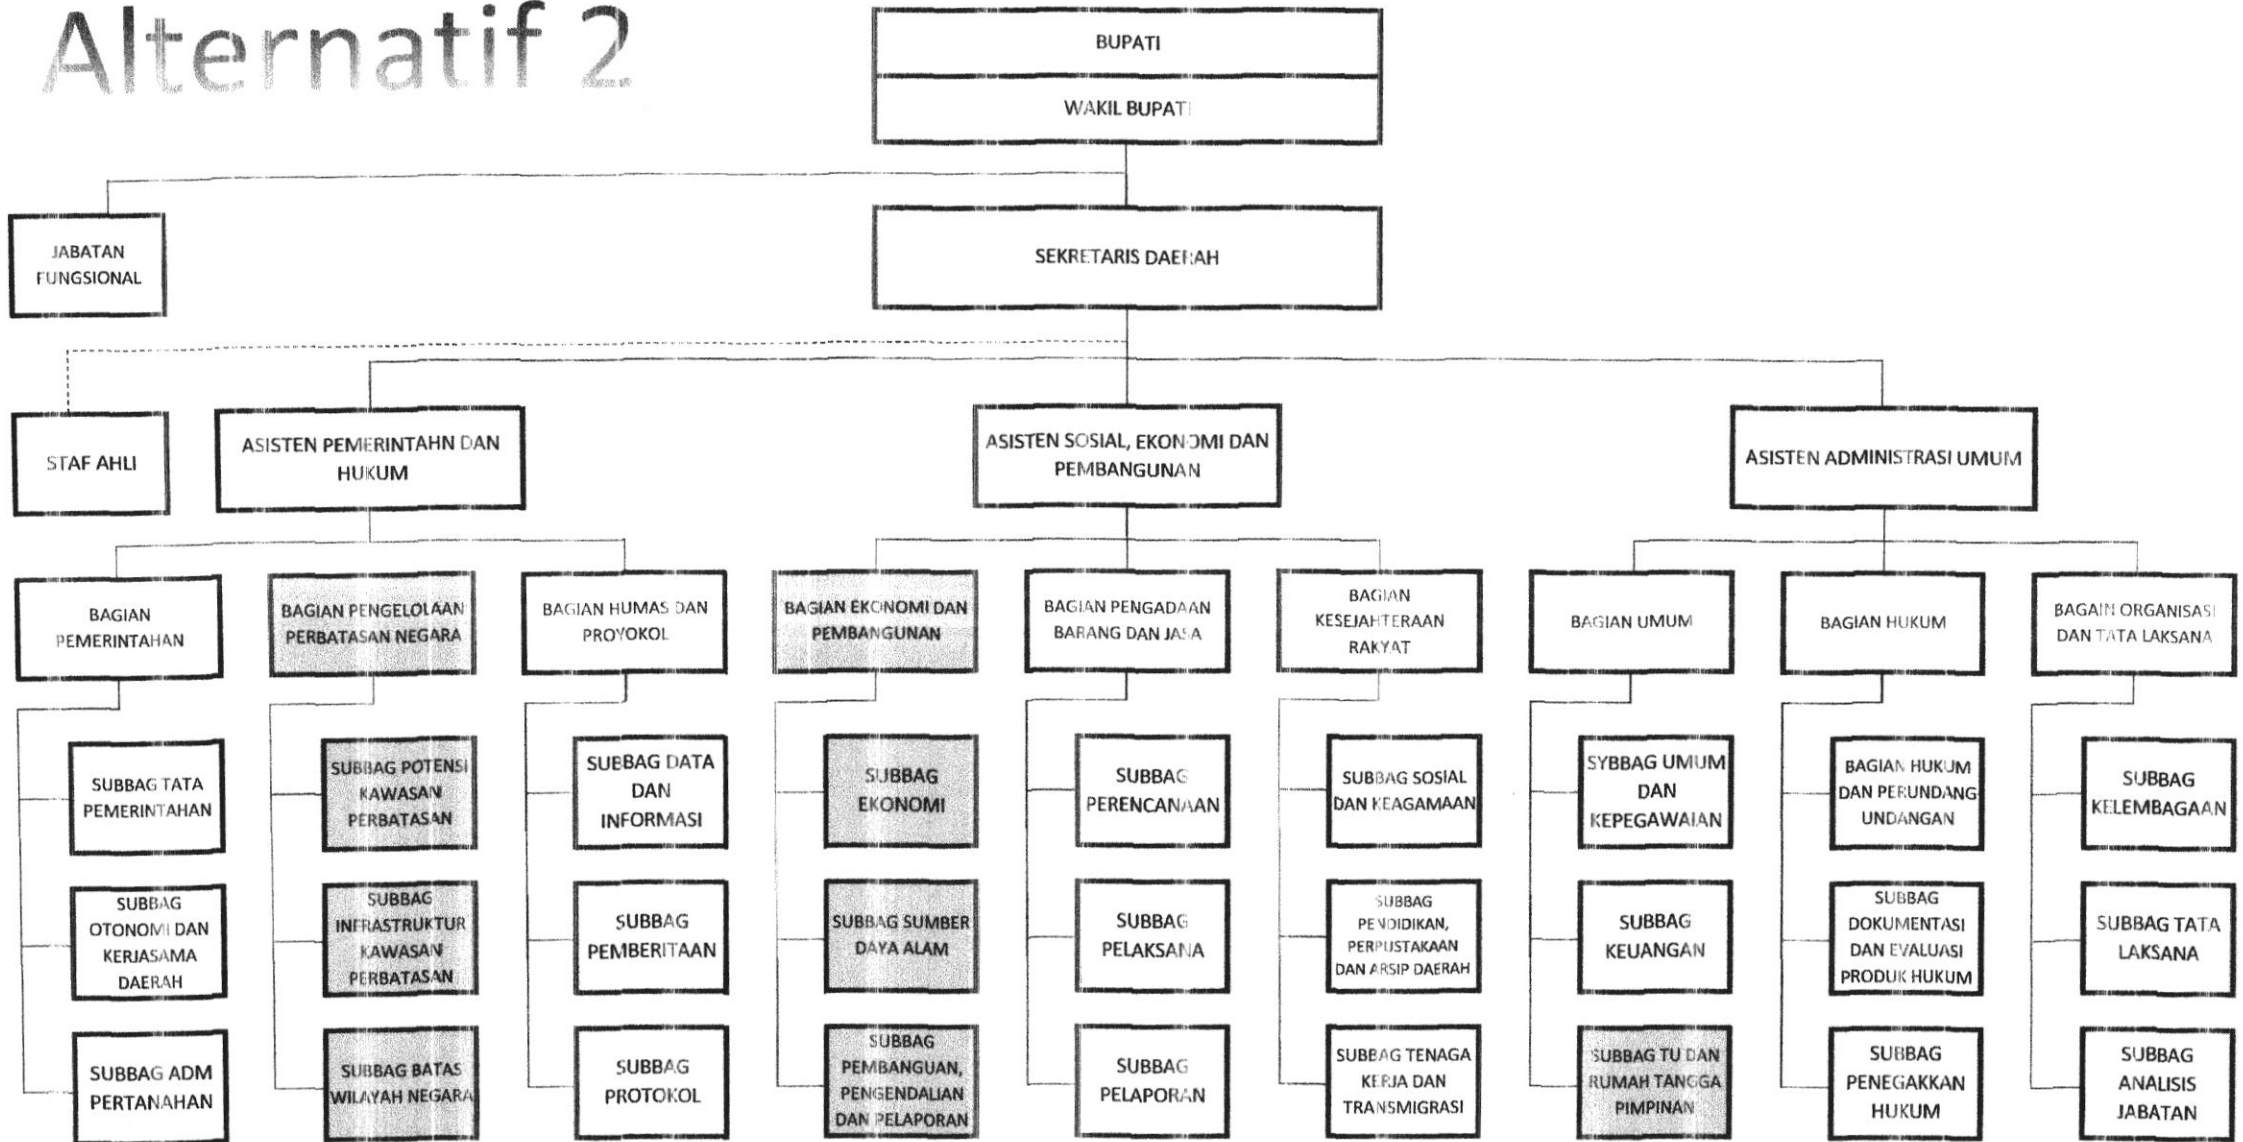 Alternatif 2
BUPATI
WAKIL BUPATI
JABATAN
FUNGSIONAL
SEKRETARIS DAERAH
STAF AHLI
ASISTEN PEMERINTAHN DAN
HUKUM
ASISTEN SOSIAL, EKONOMI DAN
PEMBANGUNAN
ASISTEN ADMINISTRASI UMUM
BAGIAN
PEMERINTAHAN
BAGIAN PENGELOLAAN
PERBATASAN NEGARA
BAGIAN HUMAS DAN
PROYOKOL
BAGIAN EKONOMI DAN
PEMBANGUNAN
BAGIAN PENGADAAN
BARANG DAN JASA
BAGIAN
KESEJAHTERAAN
RAKYAT
BAGIAN UMUM
BAGIAN HUKUM
BAGAIN ORGANISASI
DAN TATA LAKSANA
SUBBAG TATA
PEMERINTAHAN
SUBBAG POTENSI
KAWASAN
PERBATASAN
SUBBAG DATA
DAN
INFORMASI
SUBBAG
EKONOMI
SUBBAG
PERENCANAAN
SUBBAG SOSIAL
DAN KEAGAMAAN
SYBBAG UMUM
DAN
KEPEGAWAIAN
BAGIAN HUKUM
DAN PERUNDANG-
UNDANGAN
SUBBAG
KELEMBAGAAN
SUBBAG
OTONOMI DAN
KERJASAMA
DAERAH
SUBBAG
INFRASTRUKTUR
KAWASAN
PERBATASAN
SUBBAG
PEMBERITAAN
SUBBAG SUMBER
DAYA ALAM
SUBBAG
PELAKSANA
SUBBAG
PENDIDIKAN,
PERPUSTAKAAN
DAN ARSIP DAERAH
SUBBAG
KEUANGAN
SUBBAG
DOKUMENTASI
DAN EVALUASI
PRODUK HUKUM
SUBBAG TATA
LAKSANA
SUBBAG ADM
PERTANAHAN
SUBBAG BATAS
WILAYAH NEGARA
SUBBAG
PROTOKOL
SUBBAG
PEMBANGUAN,
PENGENDALIAN
DAN PELAPORAN
SUBBAG
PELAPORAN
SUBBAG TENAGA
KERJA DAN
TRANSMIGRASI
SUBBAG TU DAN
RUMAH TANGGA
PIMPINAN
SUBBAG
PENEGAKKAN
HUKUM
SUBBAG
ANALISIS
JABATAN